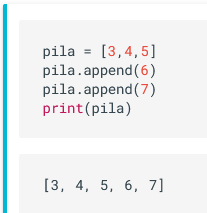 pila = [3,4,5]
pila.append(6)
pila.append(7)
print(pila)
[3, 4, 5, 6, 7]